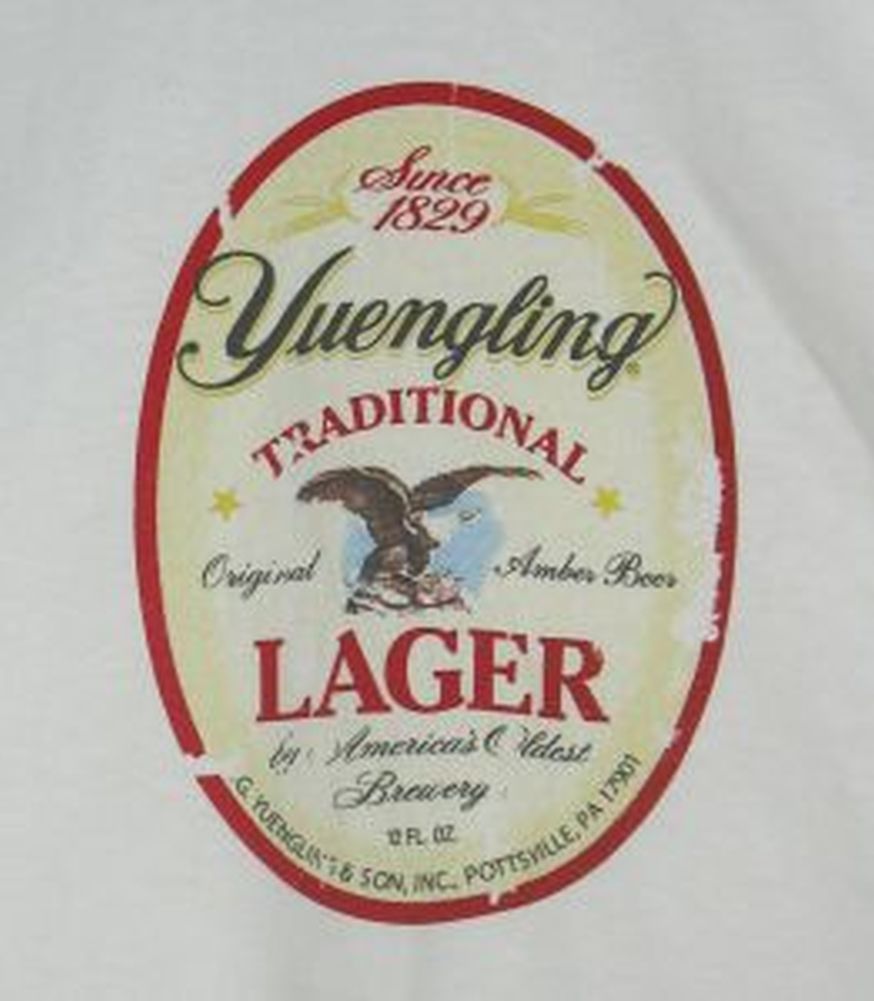 Since
1829
Yuengling®
TRADITIONAL
Original Amber Beer
LAGER
by America's Oldest
Brewery
12 FL. OZ.
G. YUENGLING & SON, INC., POTTSVILLE, PA 17901